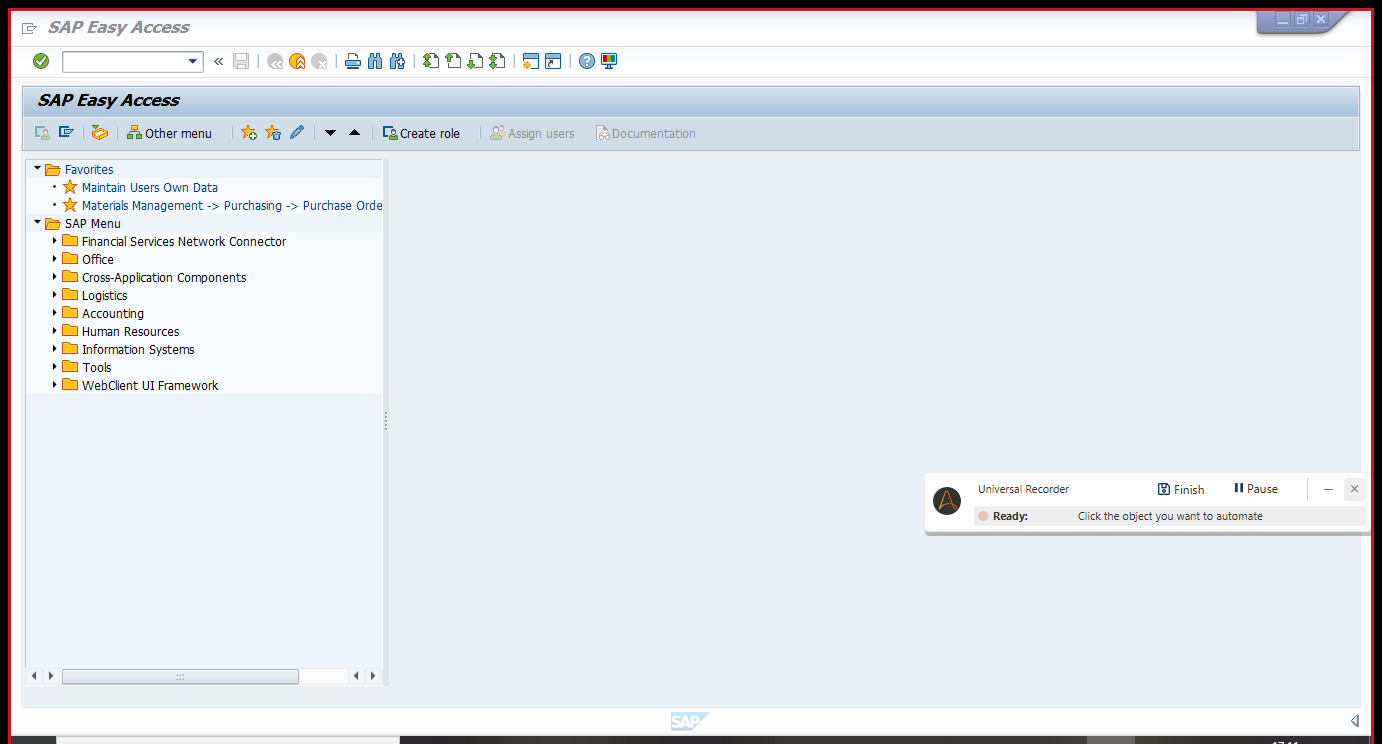 SAP Easy Access
SAP Easy Access
Other menu Create role Assign users Documentation
Favorites
Maintain Users Own Data
Materials Management -> Purchasing -> Purchase Orde
SAP Menu
Financial Services Network Connector
Office
Cross-Application Components
Logistics
Accounting
Human Resources
Information Systems
Tools
WebClient UI Framework
Universal Recorder Finish Pause
Ready: Click the object you want to automate
SAP